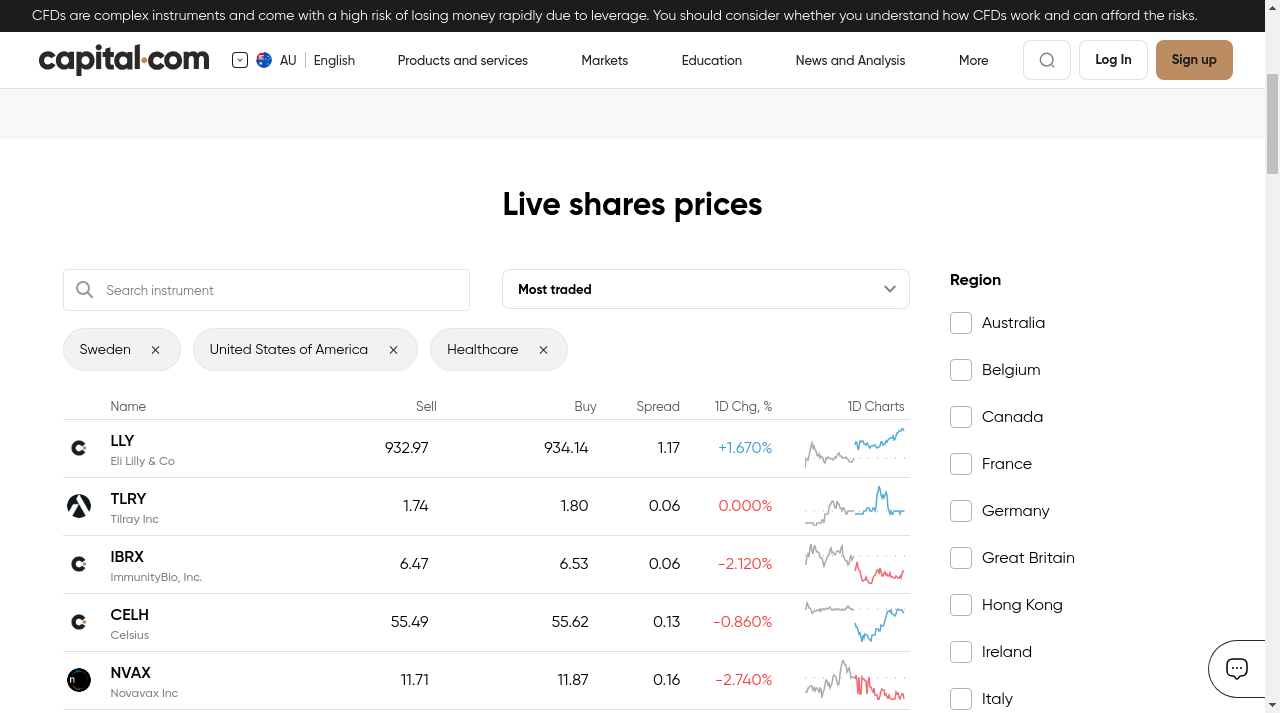 CFDs are complex instruments and come with a high risk of losing money rapidly due to leverage. You should consider whether you understand how CFDs work and can afford the risks.
capital.com AU English Products and services Markets Education News and Analysis More Log In Sign up
Live shares prices
Search instrument
Most traded
Sweden United States of America Healthcare
Name Sell Buy Spread 1D Chg, % 1D Charts
LLY 932.97 934.14 1.17 +1.670%
Eli Lilly & Co
TLRY 1.74 1.80 0.06 0.000%
Tilray Inc
IBRX 6.47 6.53 0.06 -2.120%
ImmunityBio, Inc.
CELH 55.49 55.62 0.13 -0.860%
Celsius
NVAX 11.71 11.87 0.16 -2.740%
Novavax Inc
Region
Australia
Belgium
Canada
France
Germany
Great Britain
Hong Kong
Ireland
Italy